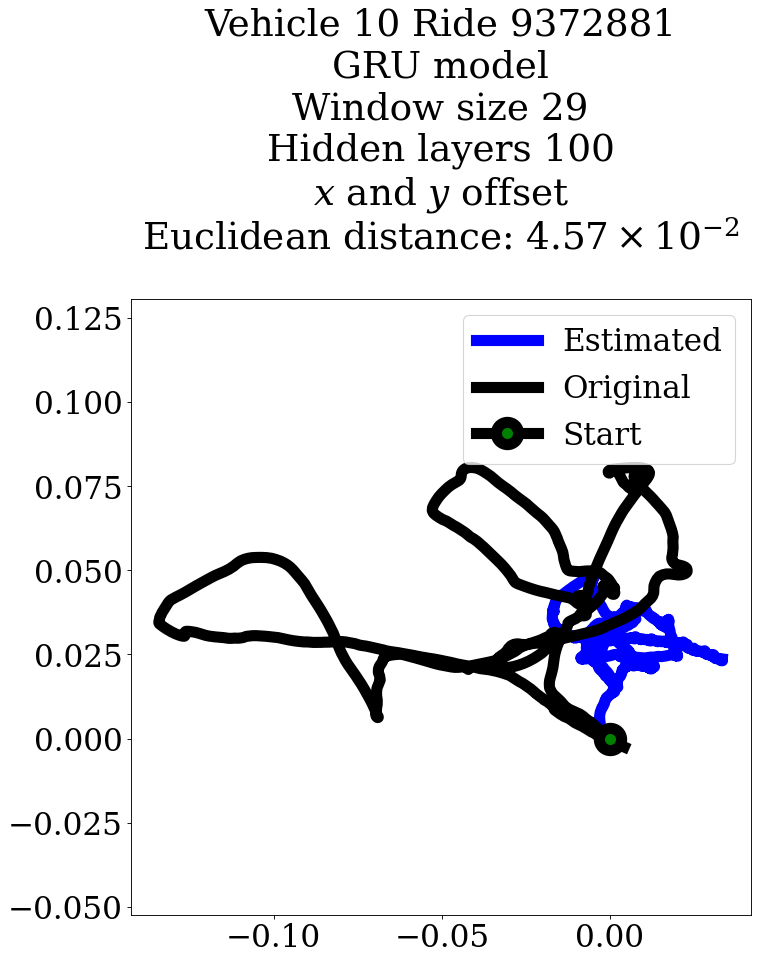 Vehicle 10 Ride 9372881
GRU model
Window size 29
Hidden layers 100
x and y offset
Euclidean distance: 4.57 × 10⁻²
Estimated
Original
Start
0.125
0.100
0.075
0.050
0.025
0.000
−0.025
−0.050
−0.10
−0.05
0.00